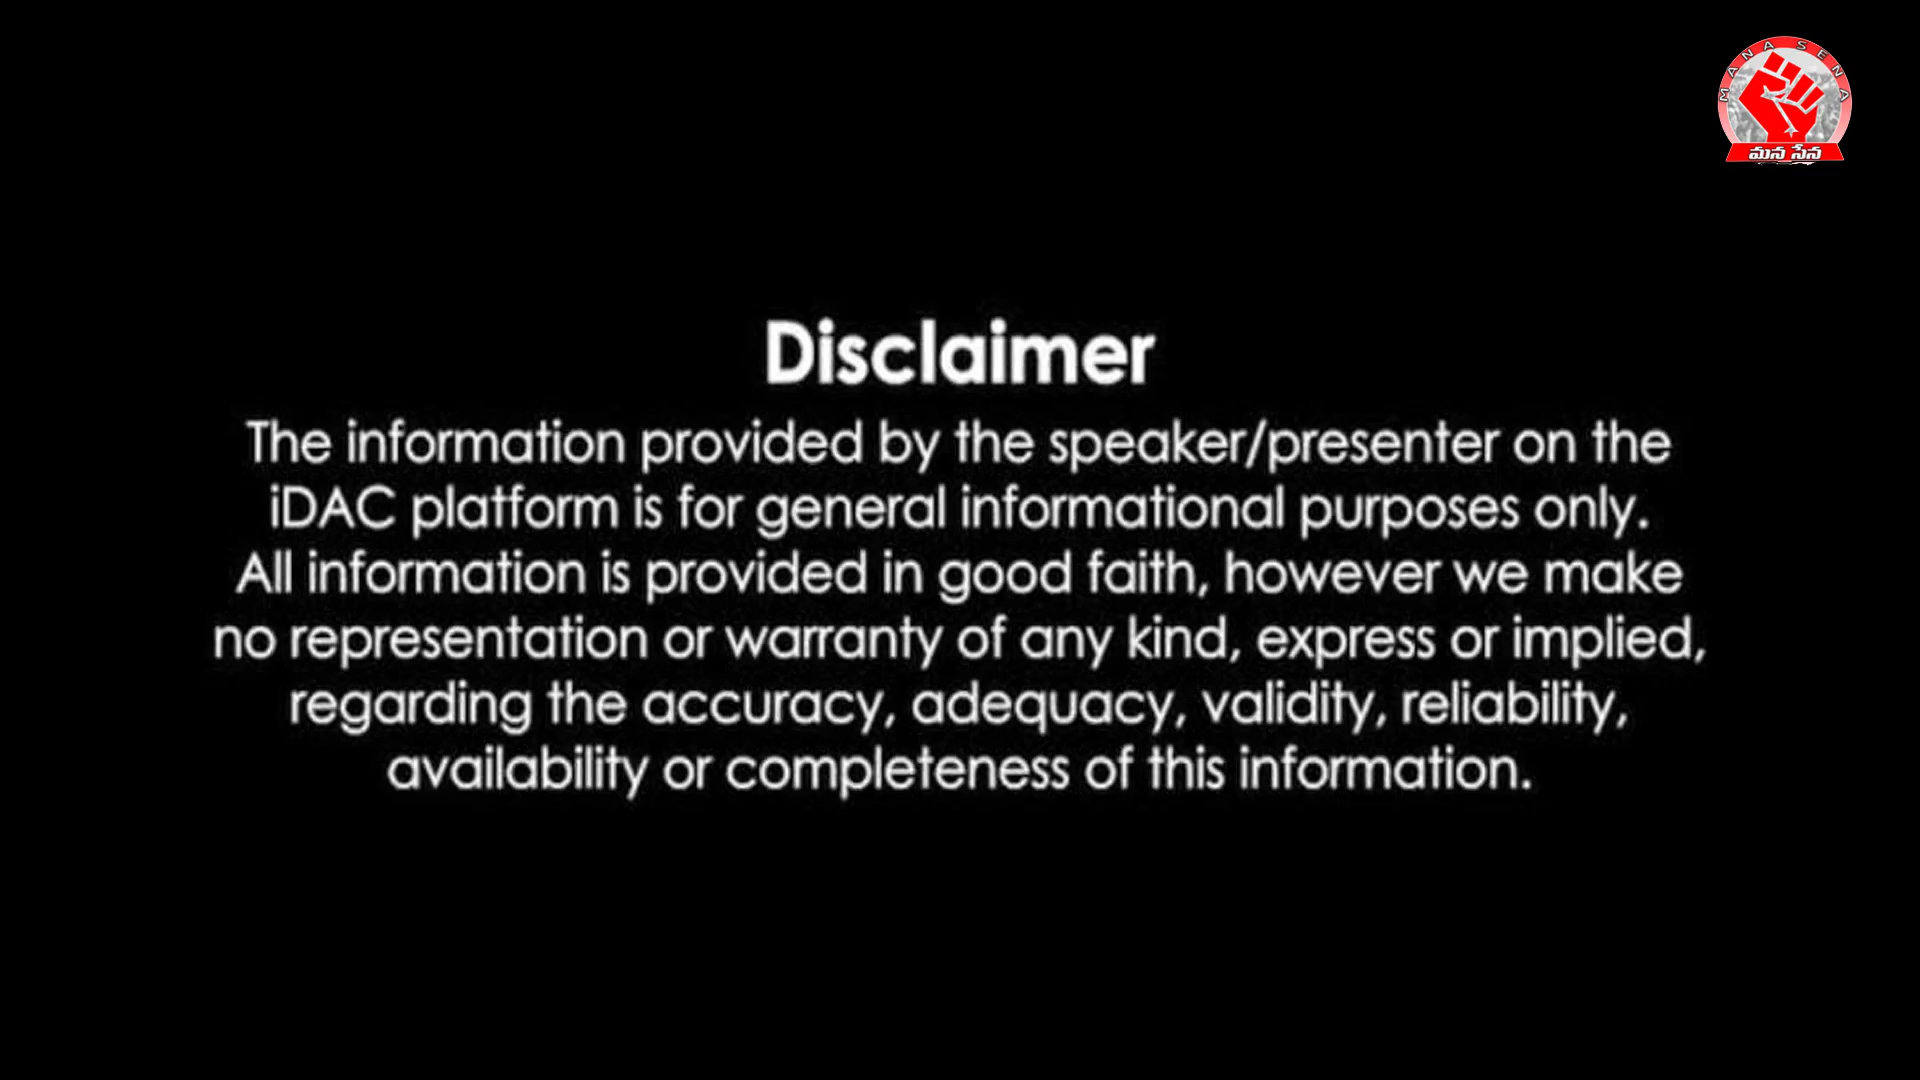 MANA SENA
మన సేన
Disclaimer
The information provided by the speaker/presenter on the
iDAC platform is for general informational purposes only.
All information is provided in good faith, however we make
no representation or warranty of any kind, express or implied,
regarding the accuracy, adequacy, validity, reliability,
availability or completeness of this information.